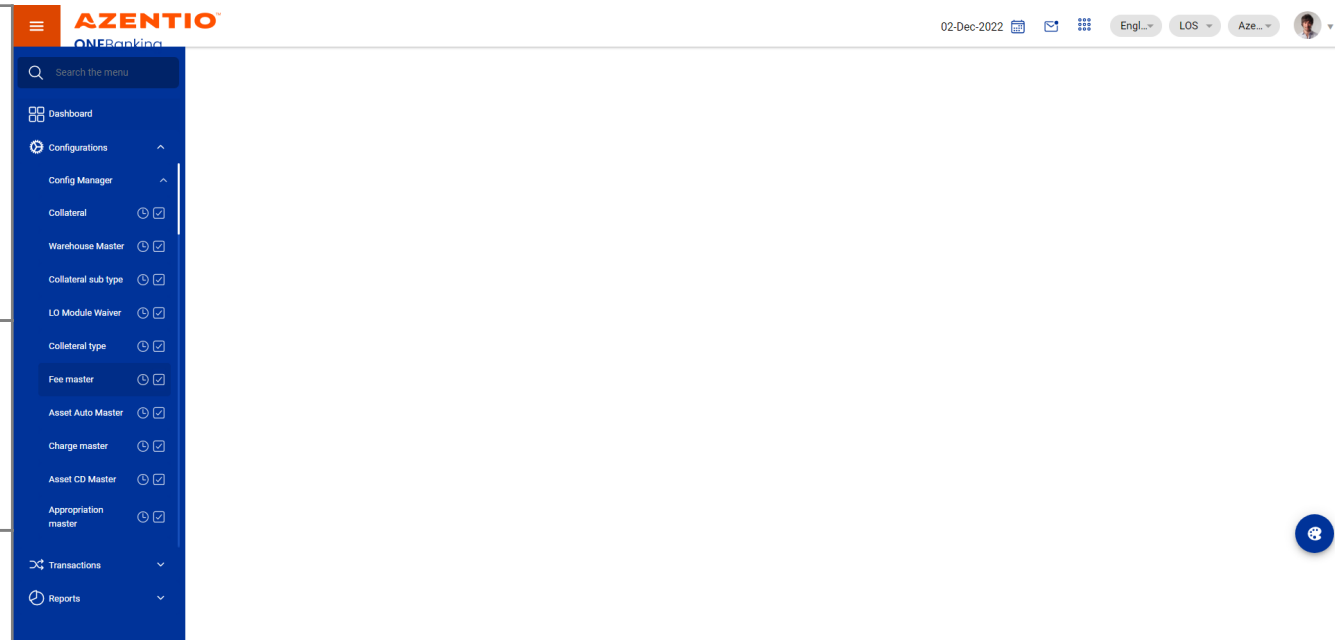 AZENTIO™
ONEBanking
02-Dec-2022
Engl...
LOS
Aze...
Search the menu
Dashboard
Configurations
Config Manager
Collateral
Warehouse Master
Collateral sub type
LO Module Waiver
Colleteral type
Fee master
Asset Auto Master
Charge master
Asset CD Master
Appropriation
master
Transactions
Reports